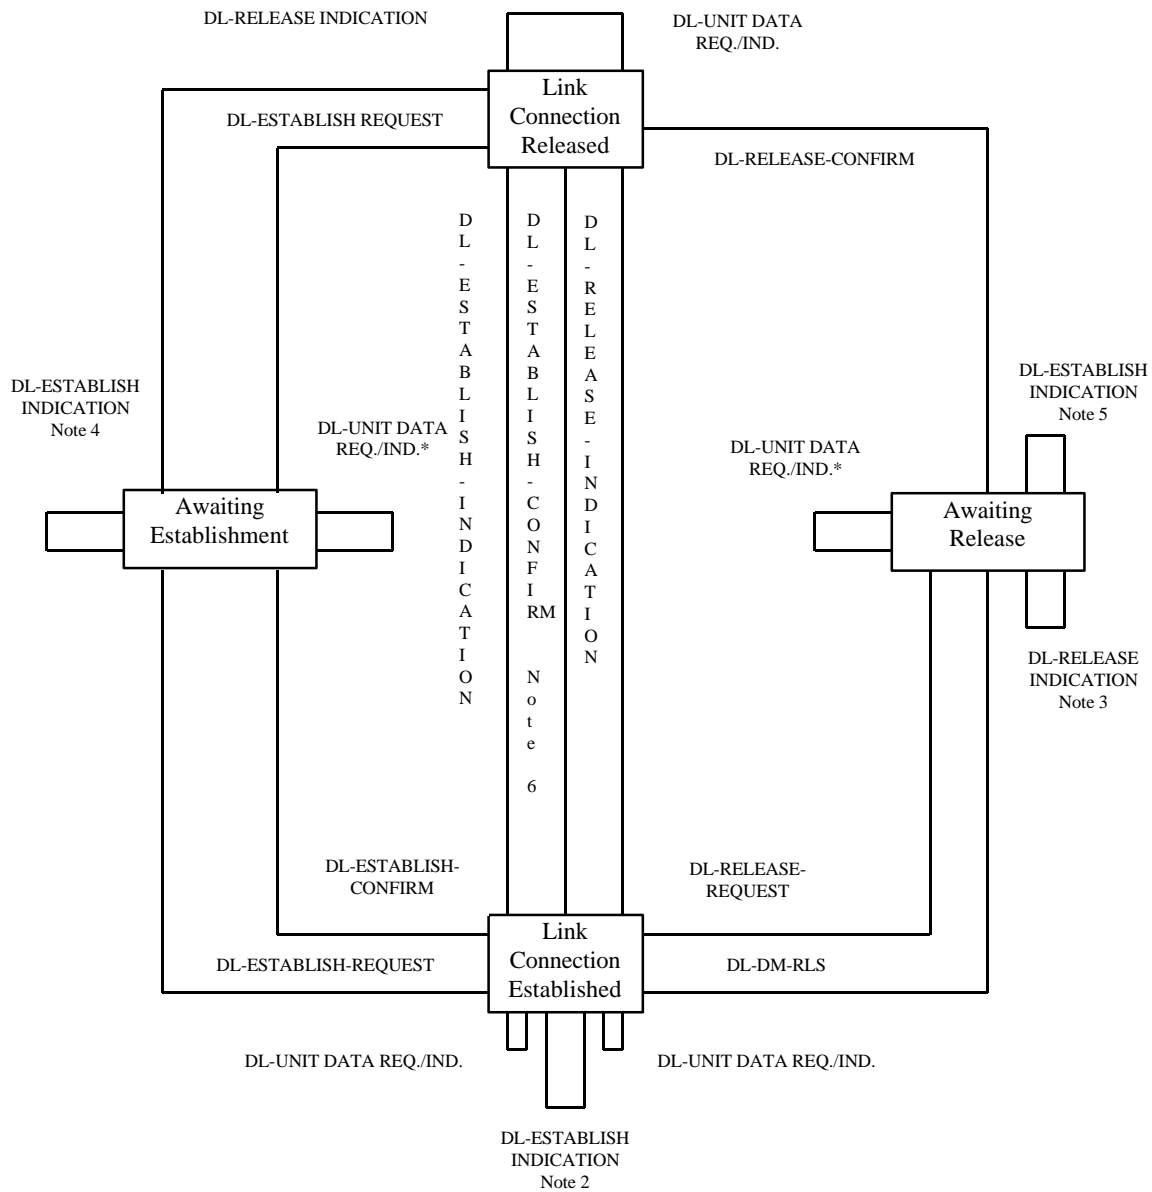 DL-RELEASE INDICATION
DL-UNIT DATA
REQ./IND.
Link
Connection
Released
DL-ESTABLISH REQUEST
DL-RELEASE-CONFIRM
DL-ESTABLISH-INDICATION
DL-ESTABLISH-CONFIRM Note 6
DL-RELEASE-INDICATION
DL-ESTABLISH
INDICATION
Note 4
DL-UNIT DATA
REQ./IND.*
DL-UNIT DATA
REQ./IND.*
DL-ESTABLISH
INDICATION
Note 5
Awaiting
Establishment
Awaiting
Release
DL-RELEASE
INDICATION
Note 3
DL-ESTABLISH-
CONFIRM
DL-RELEASE-
REQUEST
Link
Connection
Established
DL-ESTABLISH-REQUEST
DL-DM-RLS
DL-UNIT DATA REQ./IND.
DL-UNIT DATA REQ./IND.
DL-ESTABLISH
INDICATION
Note 2